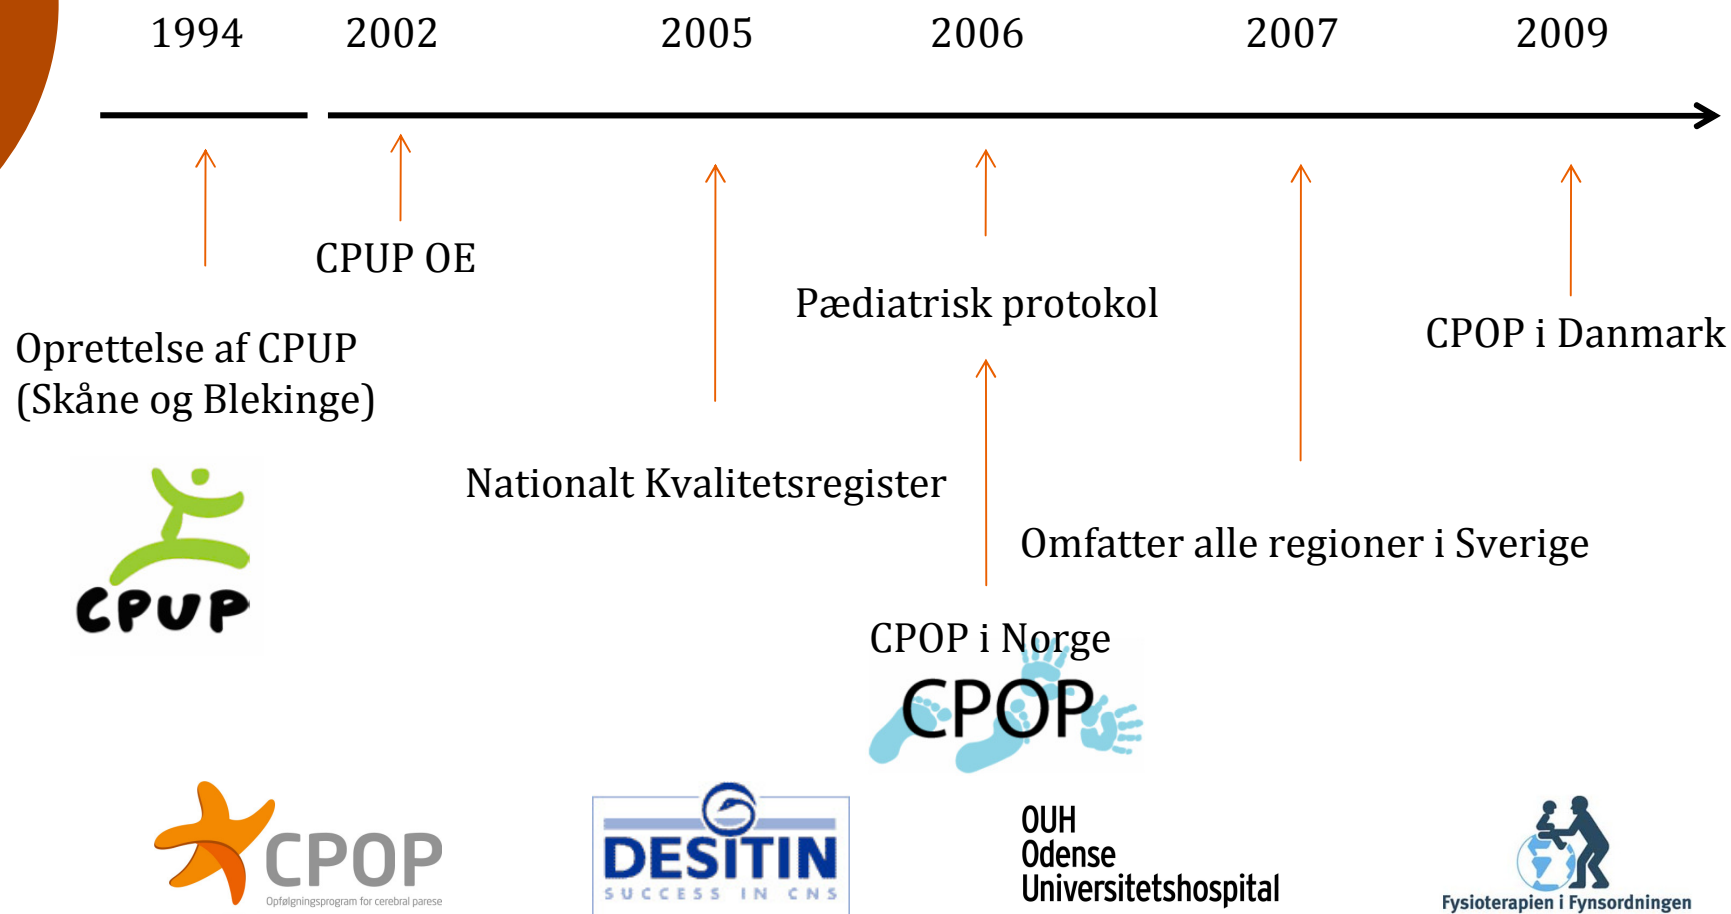 1994
2002
2005
2006
2007
2009
CPUP OE
Pædiatrisk protokol
CPOP i Danmark
Oprettelse af CPUP
(Skåne og Blekinge)
Nationalt Kvalitetsregister
Omfatter alle regioner i Sverige
CPUP
CPOP i Norge
CPOP
CPOP
Opfølgningsprogram for cerebral parese
DESITIN
SUCCESS IN CNS
OUH
Odense
Universitetshospital
Fysioterapien i Fynsordningen